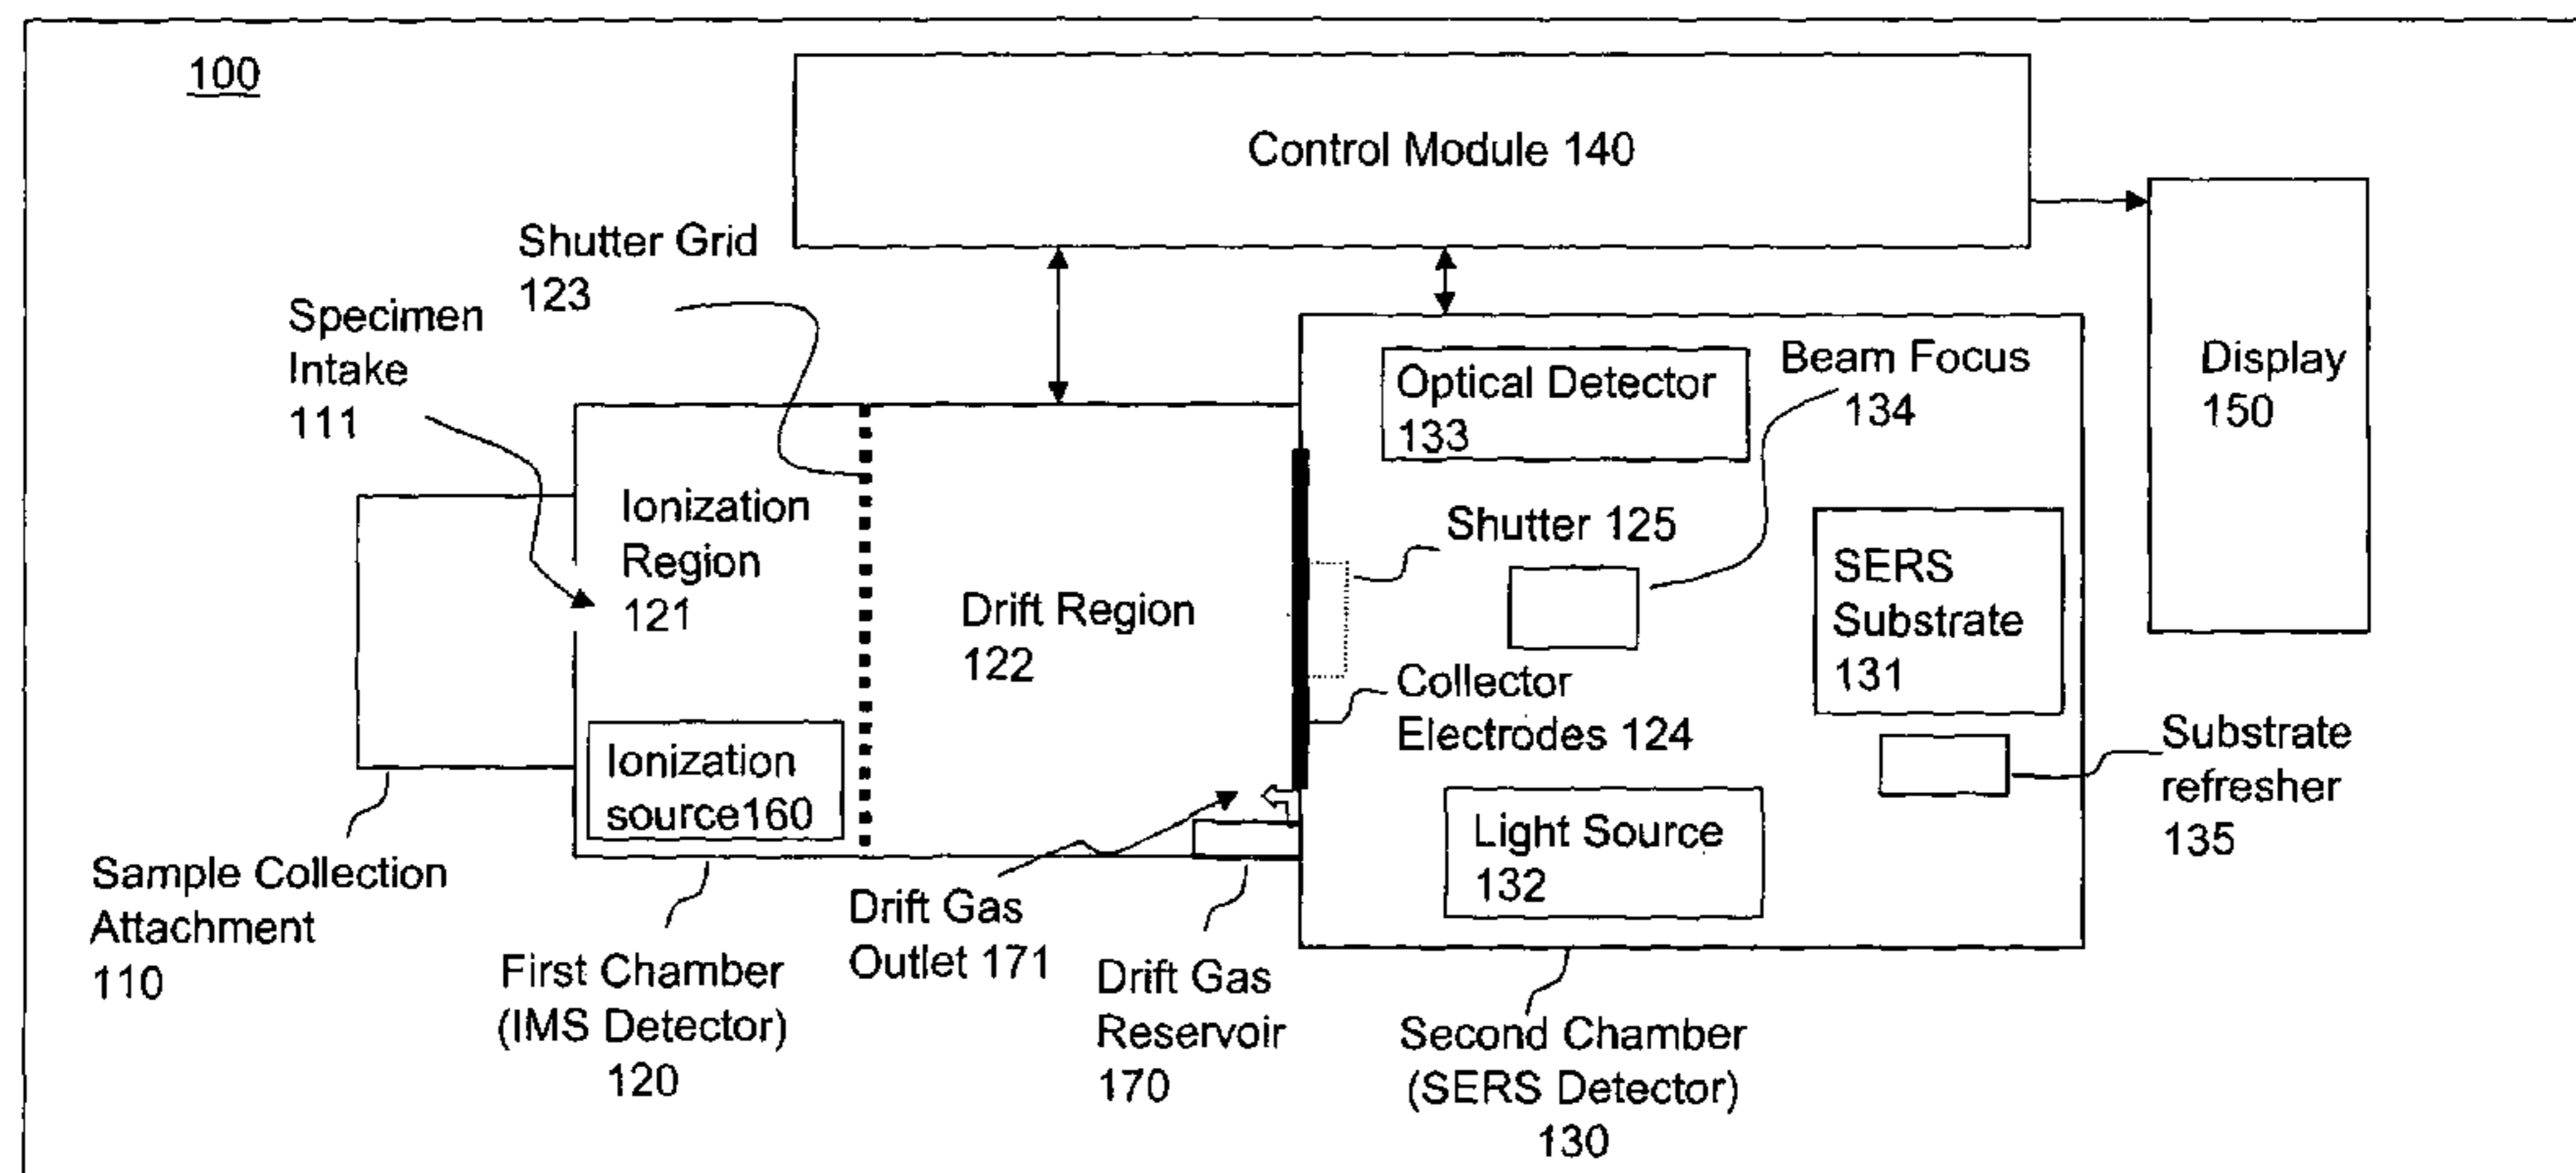 100
Control Module 140
Shutter Grid
123
Specimen
Intake
111
Display
150
Optical Detector
133
Beam Focus
134
Ionization
Region
121
Shutter 125
Drift Region
122
SERS
Substrate
131
Collector
Electrodes 124
Ionization
source160
Light Source
132
Substrate
refresher
135
Sample Collection
Attachment
110
First Chamber
(IMS Detector)
120
Drift Gas
Outlet 171
Drift Gas
Reservoir
170
Second Chamber
(SERS Detector)
130